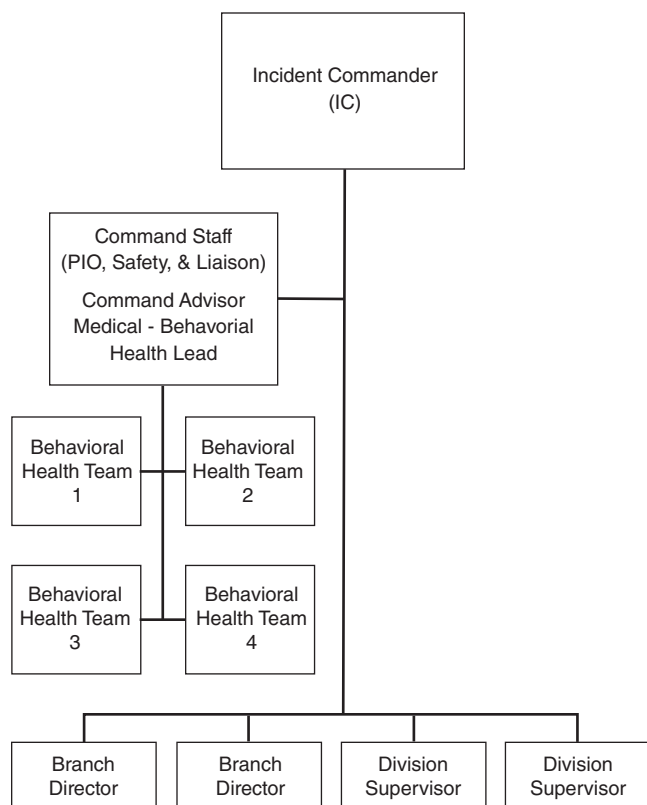 Incident Commander
(IC)
Command Staff
(PIO, Safety, & Liaison)
Command Advisor
Medical - Behavorial
Health Lead
Behavioral
Health Team
1
Behavioral
Health Team
2
Behavioral
Health Team
3
Behavioral
Health Team
4
Branch
Director
Branch
Director
Division
Supervisor
Division
Supervisor